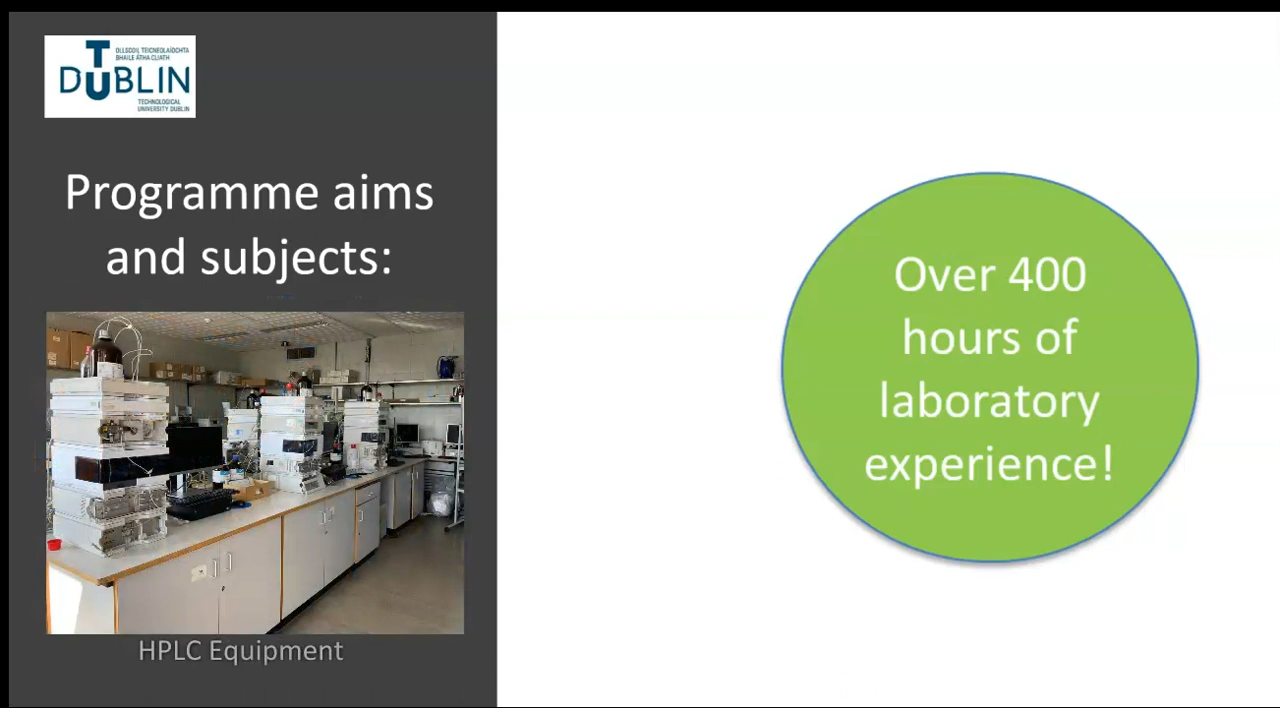 OLLSCOIL TEICNEOLAÍOCHTA
BHAILE ÁTHA CLIATH
TU DUBLIN
TECHNOLOGICAL
UNIVERSITY DUBLIN
Programme aims
and subjects:
HPLC Equipment
Over 400
hours of
laboratory
experience!